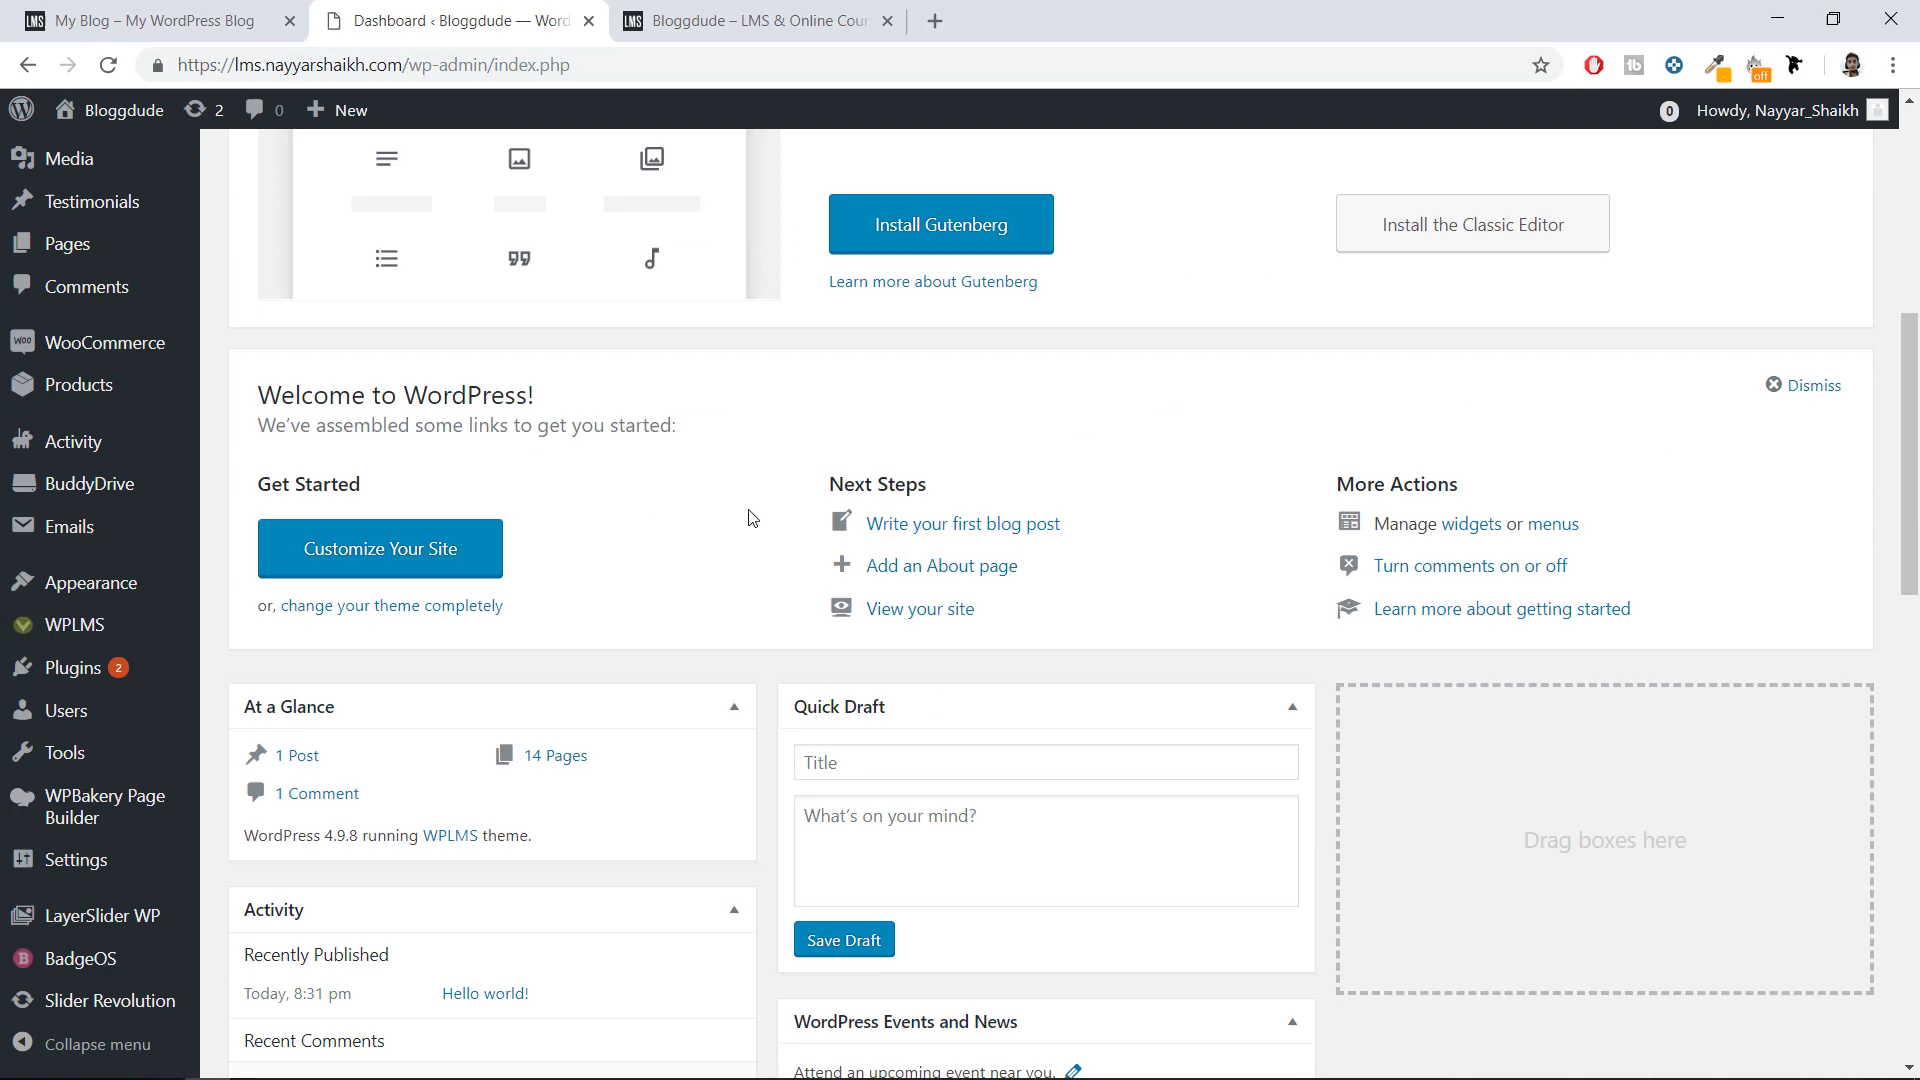 My Blog – My WordPress Blog
Dashboard ‹ Bloggdude — Word
Bloggdude – LMS & Online Cour
https://lms.nayyarshaikh.com/wp-admin/index.php
Bloggdude
2
0
New
0
Howdy, Nayyar_Shaikh
Media
Testimonials
Pages
Comments
WooCommerce
Products
Activity
BuddyDrive
Emails
Appearance
WPLMS
Plugins 2
Users
Tools
WPBakery Page
Builder
Settings
LayerSlider WP
BadgeOS
Slider Revolution
Collapse menu
Install Gutenberg
Learn more about Gutenberg
Install the Classic Editor
Welcome to WordPress!
We've assembled some links to get you started:
Dismiss
Get Started
Customize Your Site
or, change your theme completely
Next Steps
Write your first blog post
Add an About page
View your site
More Actions
Manage widgets or menus
Turn comments on or off
Learn more about getting started
At a Glance
1 Post
14 Pages
1 Comment
WordPress 4.9.8 running WPLMS theme.
Activity
Recently Published
Today, 8:31 pm
Hello world!
Recent Comments
Quick Draft
Title
What's on your mind?
Save Draft
WordPress Events and News
Attend an upcoming event near you.
Drag boxes here
LMS
LMS
tb
off
Woo
B